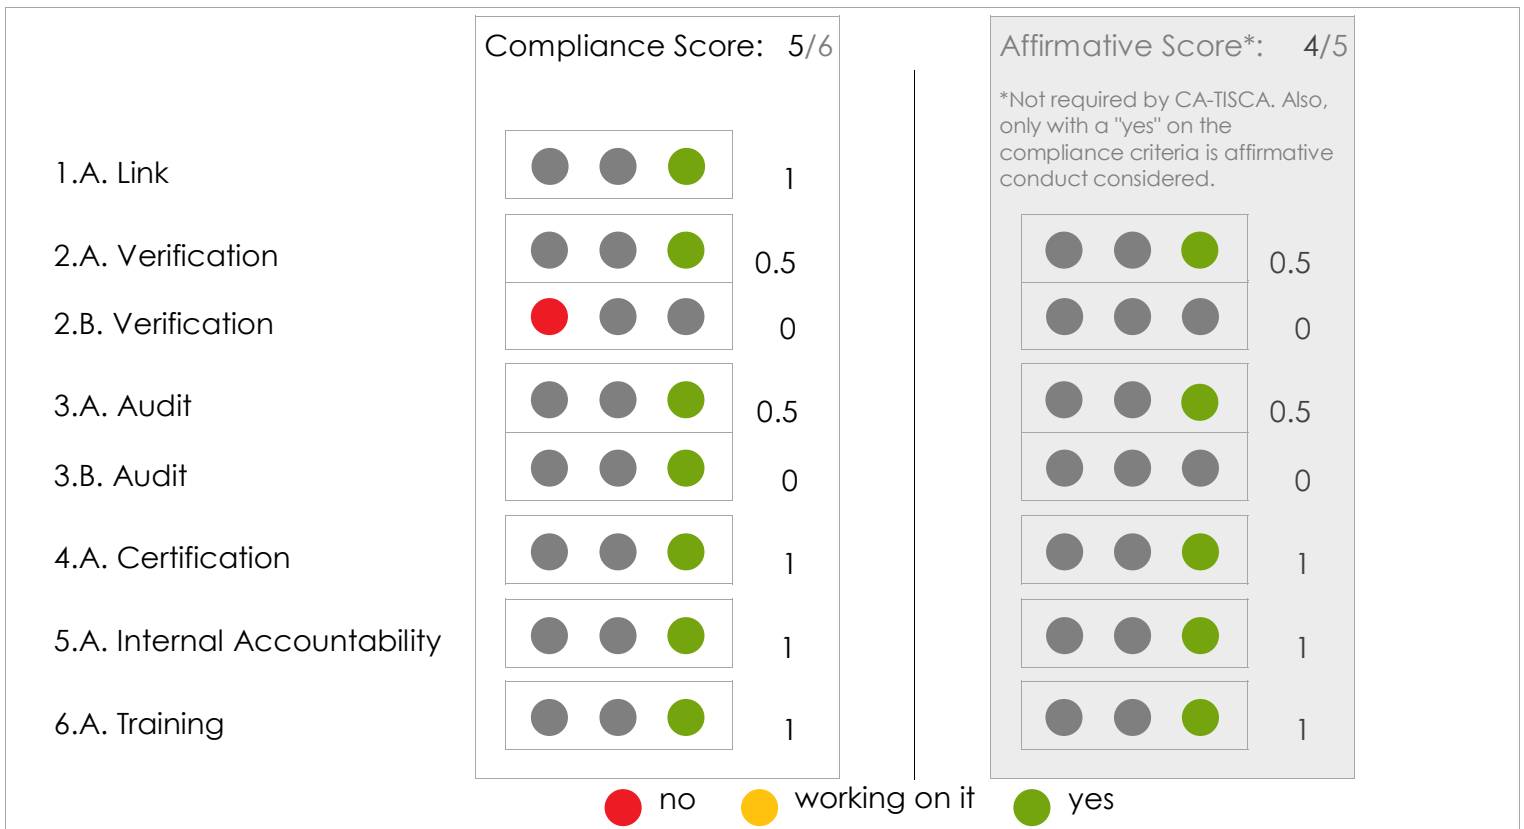 Compliance Score: 5/6
Affirmative Score*: 4/5
*Not required by CA-TISCA. Also,
only with a "yes" on the
compliance criteria is affirmative
conduct considered.
1.A. Link 1
2.A. Verification 0.5 0.5
2.B. Verification 0 0
3.A. Audit 0.5 0.5
3.B. Audit 0 0
4.A. Certification 1 1
5.A. Internal Accountability 1 1
6.A. Training 1 1
no working on it yes